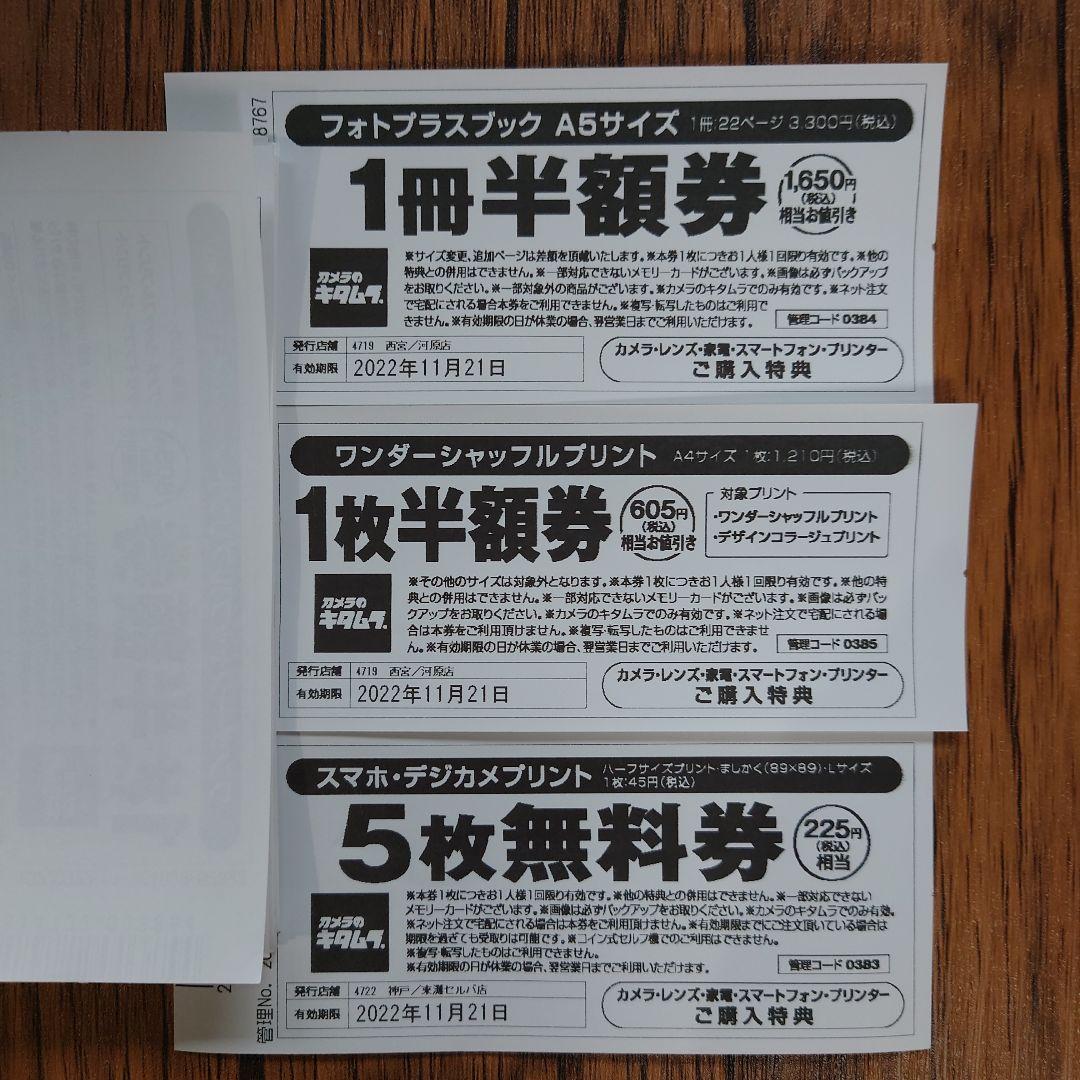 8767
フォトプラスブック A5サイズ 1冊:22ページ 3,300円(税込)
1冊半額券
1,650円
(税込)
相当お値引き
カメラの
キタムラ
※サイズ変更、追加ページは差額を頂戴いたします。※本券1枚につきお1人様1回限り有効です。※他の
特典との併用はできません。※一部対応できないメモリーカードがございます。※画像は必ずバックアップ
をお取りください。※一部対象外の商品がございます。※カメラのキタムラでのみ有効です。※ネット注文
で宅配にされる場合本券をご利用できません。※複写・転写したものはご利用で
きません。※有効期限の日が休業の場合、翌営業日までご利用いただけます。
管理コード 0384
発行店舗 4719 西宮/河原店
有効期限 2022年11月21日
カメラ・レンズ・家電・スマートフォン・プリンター
ご購入特典
ワンダーシャッフルプリント A4サイズ 1枚:1,210円(税込)
1枚半額券
605円
(税込)
相当お値引き
対象プリント
・ワンダーシャッフルプリント
・デザインコラージュプリント
カメラの
キタムラ
※その他のサイズは対象外となります。※本券1枚につきお1人様1回限り有効です。※他の特
典との併用はできません。※一部対応できないメモリーカードがございます。※画像は必ずバッ
クアップをお取りください。※カメラのキタムラでのみ有効です。※ネット注文で宅配にされる場
合は本券をご利用頂けません。※複写・転写したものはご利用できませ
ん。※有効期限の日が休業の場合、翌営業日までご利用いただけます。
管理コード 0385
発行店舗 4719 西宮/河原店
有効期限 2022年11月21日
カメラ・レンズ・家電・スマートフォン・プリンター
ご購入特典
スマホ・デジカメプリント ハーフサイズプリント・ましかく(89×89)・Lサイズ
1枚:45円(税込)
5枚無料券
225円
(税込)
相当
カメラの
キタムラ
※本券1枚につきお1人様1回限り有効です。※他の特典との併用はできません。※一部対応できない
メモリーカードがございます。※画像は必ずバックアップをお取りください。※カメラのキタムラでのみ有効。
※ネット注文で宅配にされる場合は本券をご利用頂けません。※有効期限までにご注文頂いている場合は
期限を過ぎても受取りは可能です。※コイン式セルフ機でのご利用はできません。
※複写・転写したものはご利用できません。
※有効期限の日が休業の場合、翌営業日までご利用いただけます。
管理コード 0383
発行店舗 4722 神戸/東灘セルバ店
有効期限 2022年11月21日
カメラ・レンズ・家電・スマートフォン・プリンター
ご購入特典
管理No.